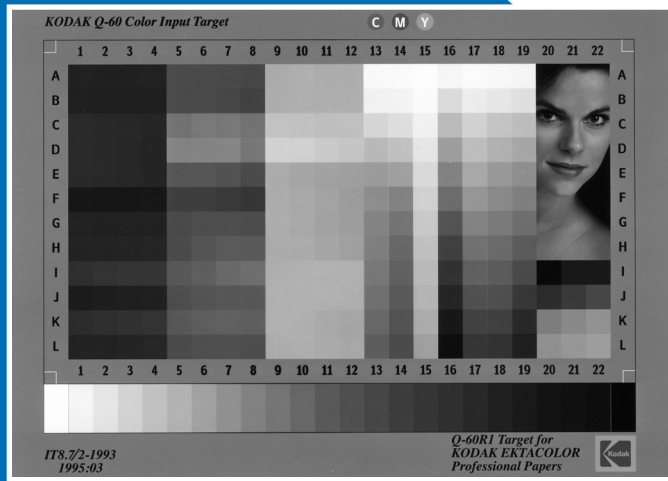 KODAK Q-60 Color Input Target
C M Y
1 2 3 4 5 6 7 8 9 10 11 12 13 14 15 16 17 18 19 20 21 22
A A
B B
C C
D D
E E
F F
G G
H H
I I
J J
K K
L L
1 2 3 4 5 6 7 8 9 10 11 12 13 14 15 16 17 18 19 20 21 22
IT8.7/2-1993
1995:03
Q-60R1 Target for
KODAK EKTACOLOR
Professional Papers
Kodak